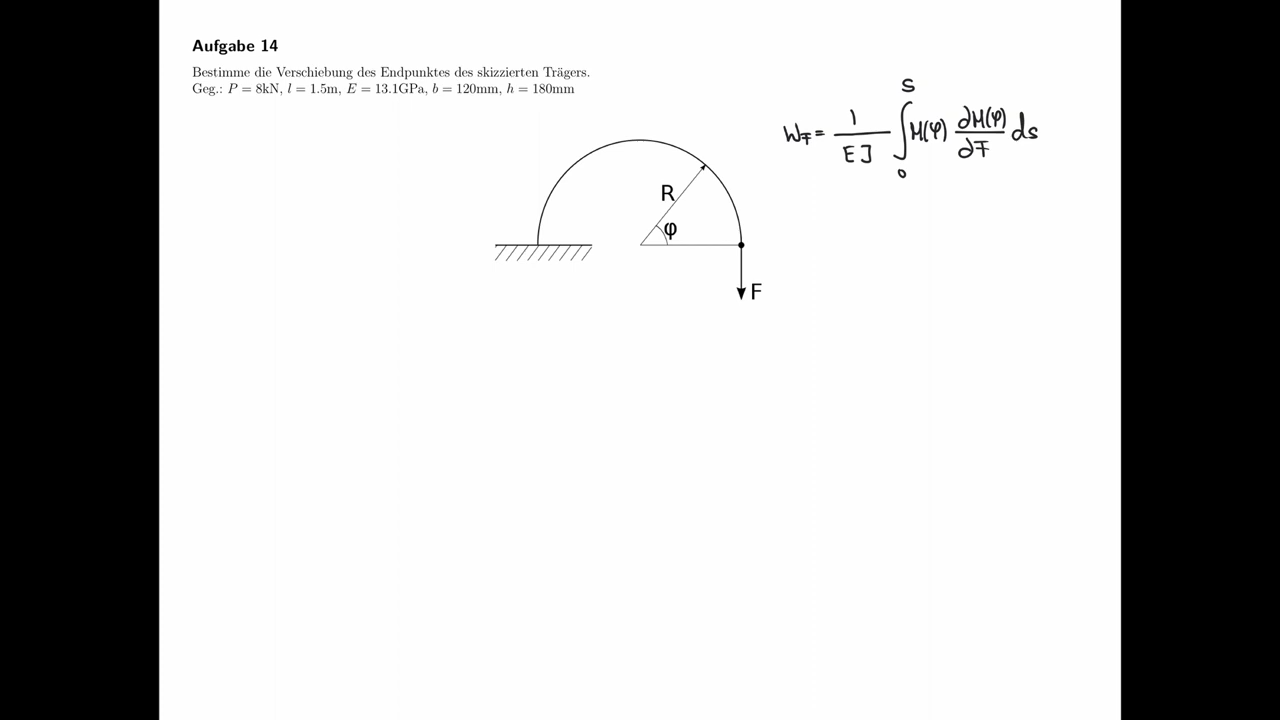 Aufgabe 14
Bestimme die Verschiebung des Endpunktes des skizzierten Trägers.
Geg.: P = 8kN, l = 1.5m, E = 13.1GPa, b = 120mm, h = 180mm
W_F = 1/(EJ) ∫_0^S M(φ) ∂M(φ)/∂F ds
R
φ
F